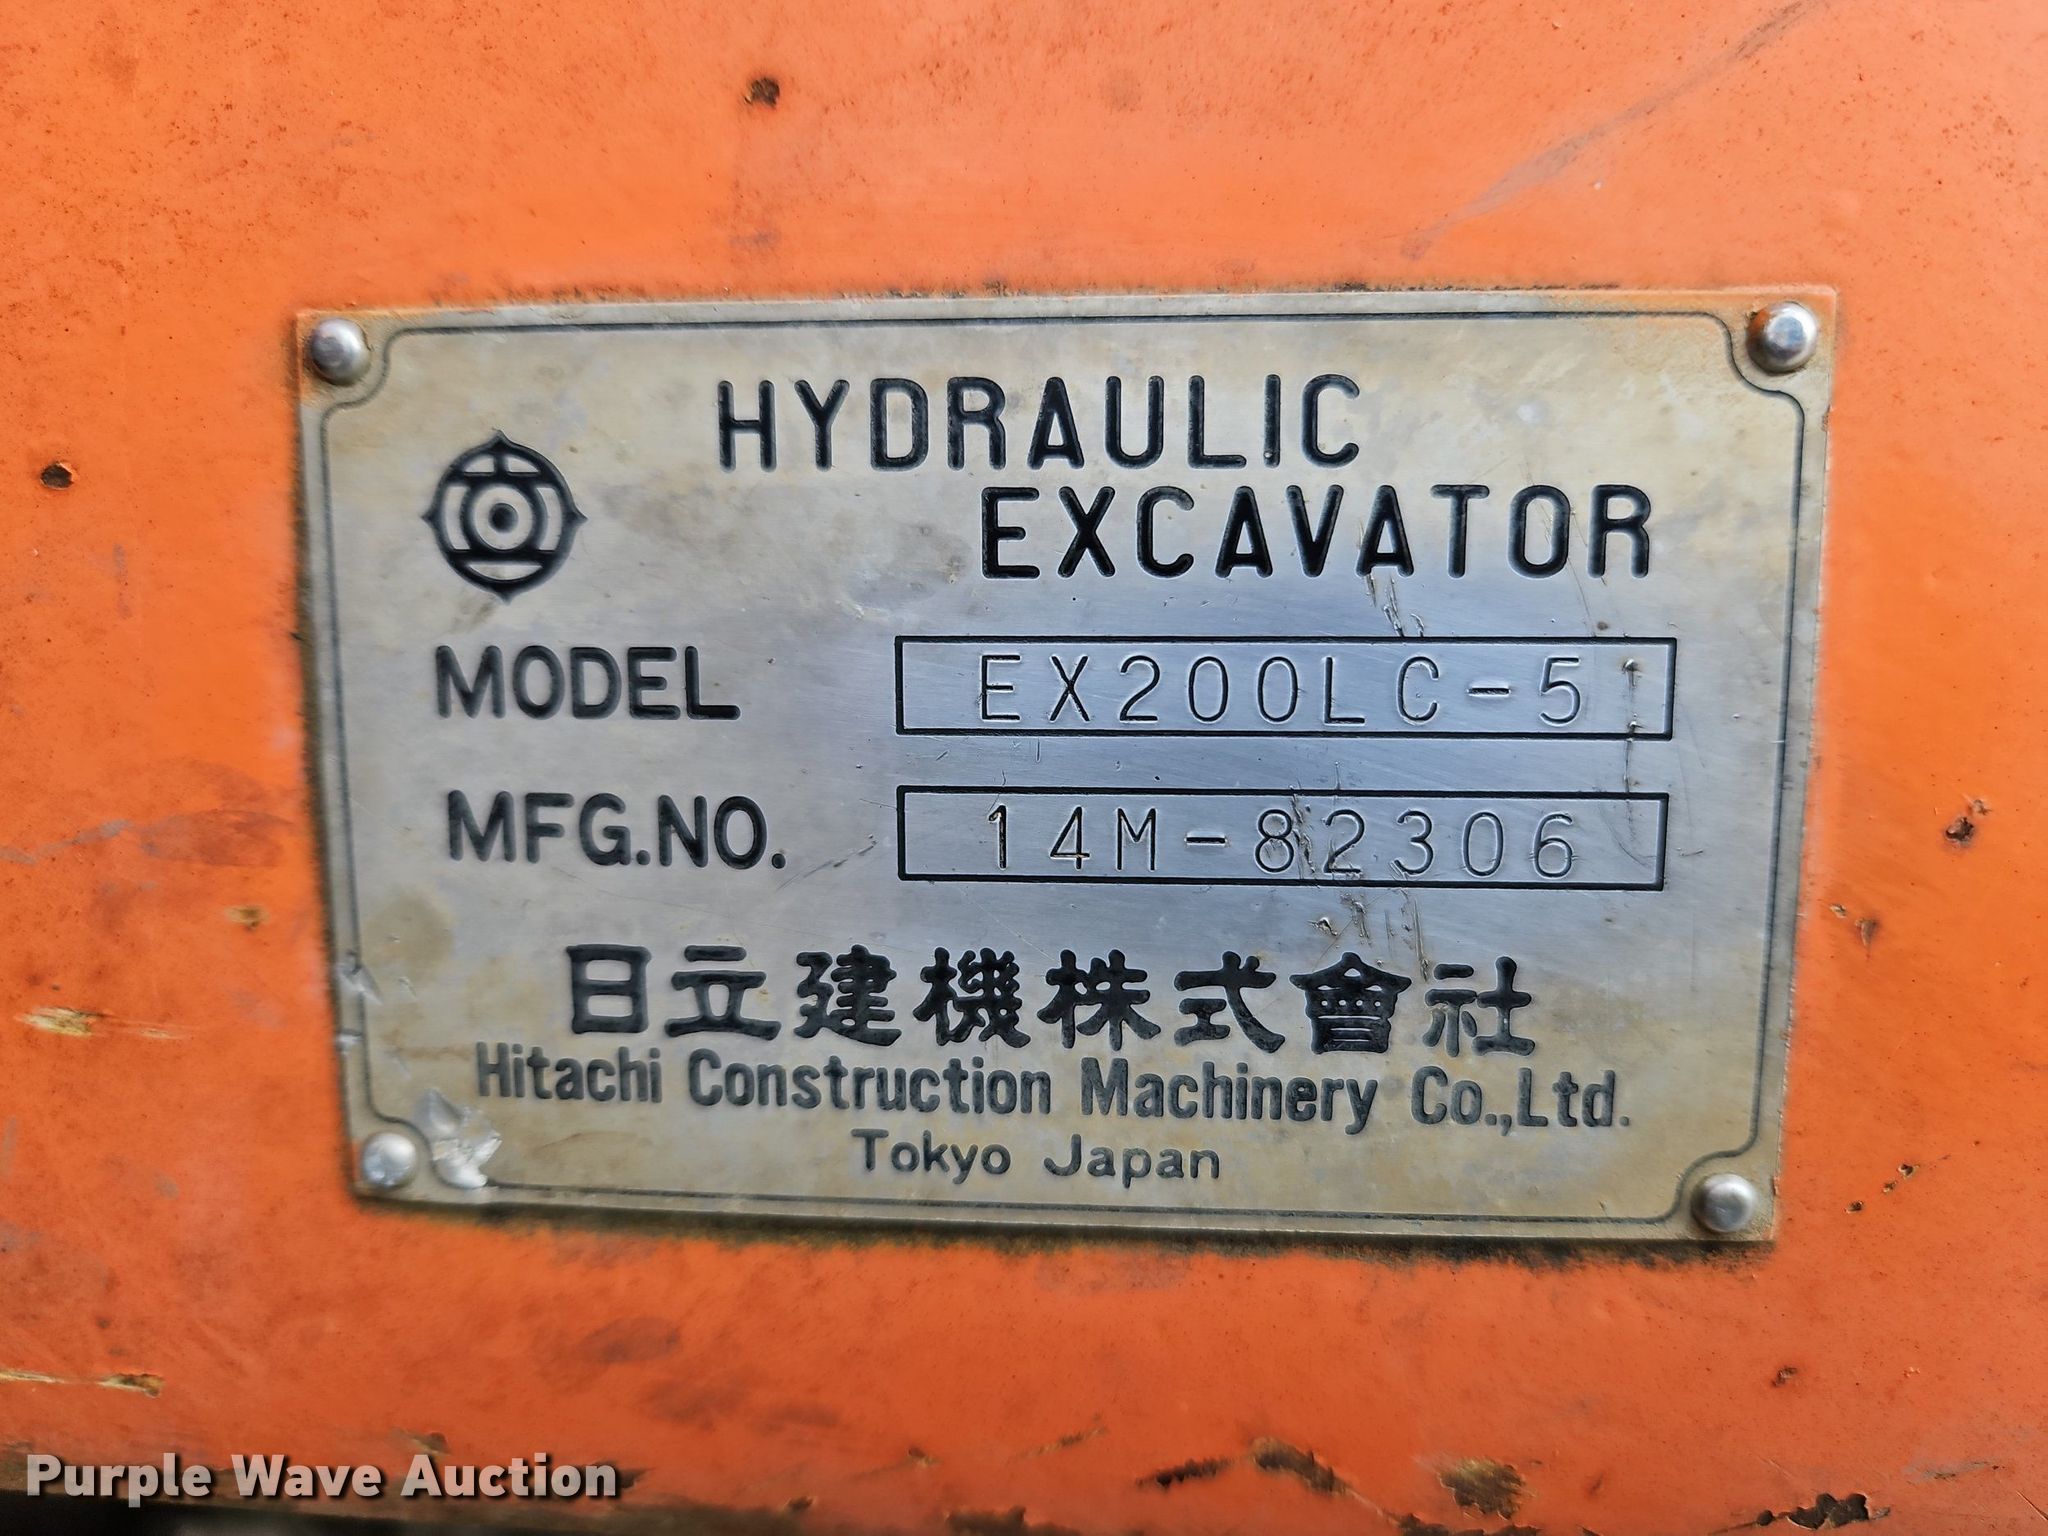 HYDRAULIC
EXCAVATOR
MODEL EX200LC-5
MFG.NO. 14M-82306
日立建機株式會社
Hitachi Construction Machinery Co.,Ltd.
Tokyo Japan
Purple Wave Auction